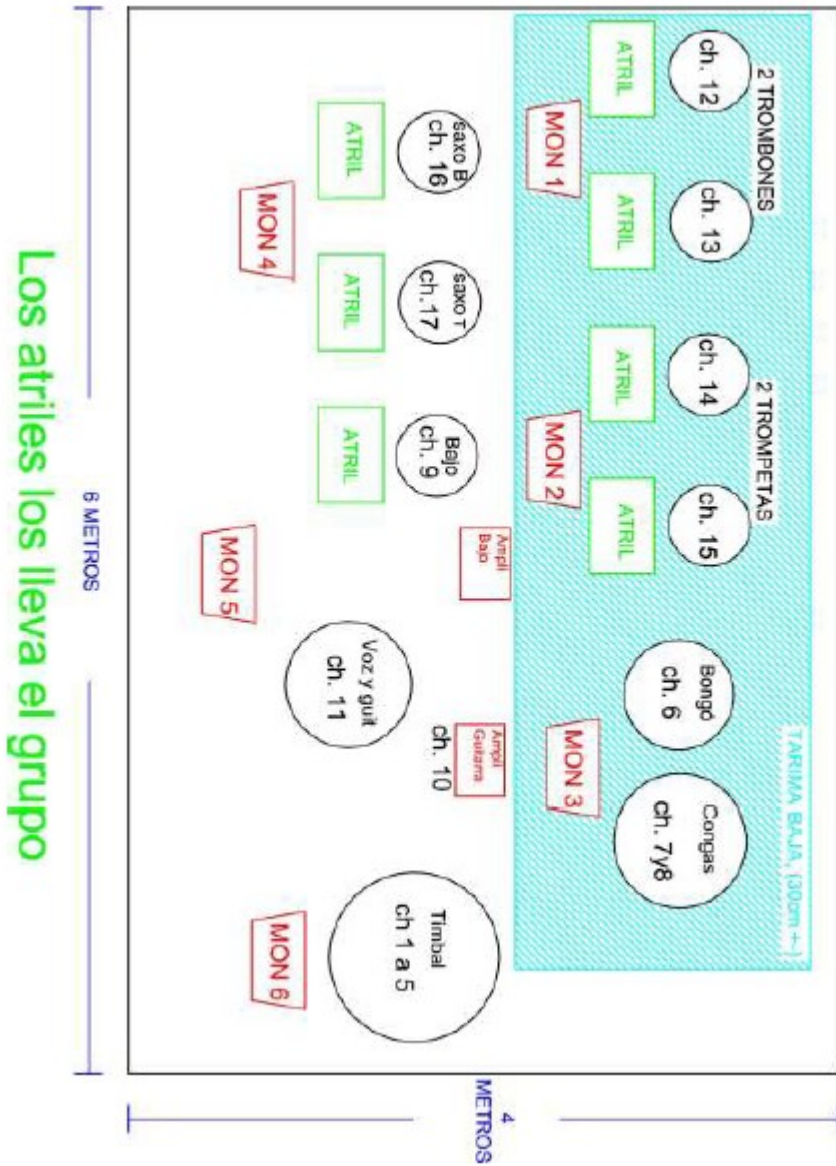 TARIMA BAJA, (30cm +-)
2 TROMBONES
2 TROMPETAS
ch. 12
ch. 13
ch. 14
ch. 15
Bongó
ch. 6
Congas
ch. 7y8
ATRIL
ATRIL
ATRIL
ATRIL
MON 1
MON 2
MON 3
saxo B
ch. 16
saxo T
ch.17
Bajo
ch. 9
Ampli
Bajo
Ampli
Guitarra
ch. 10
Voz y guit
ch. 11
Timbal
ch 1 a 5
ATRIL
ATRIL
ATRIL
MON 4
MON 5
MON 6
4
METROS
6 METROS
Los atriles los lleva el grupo